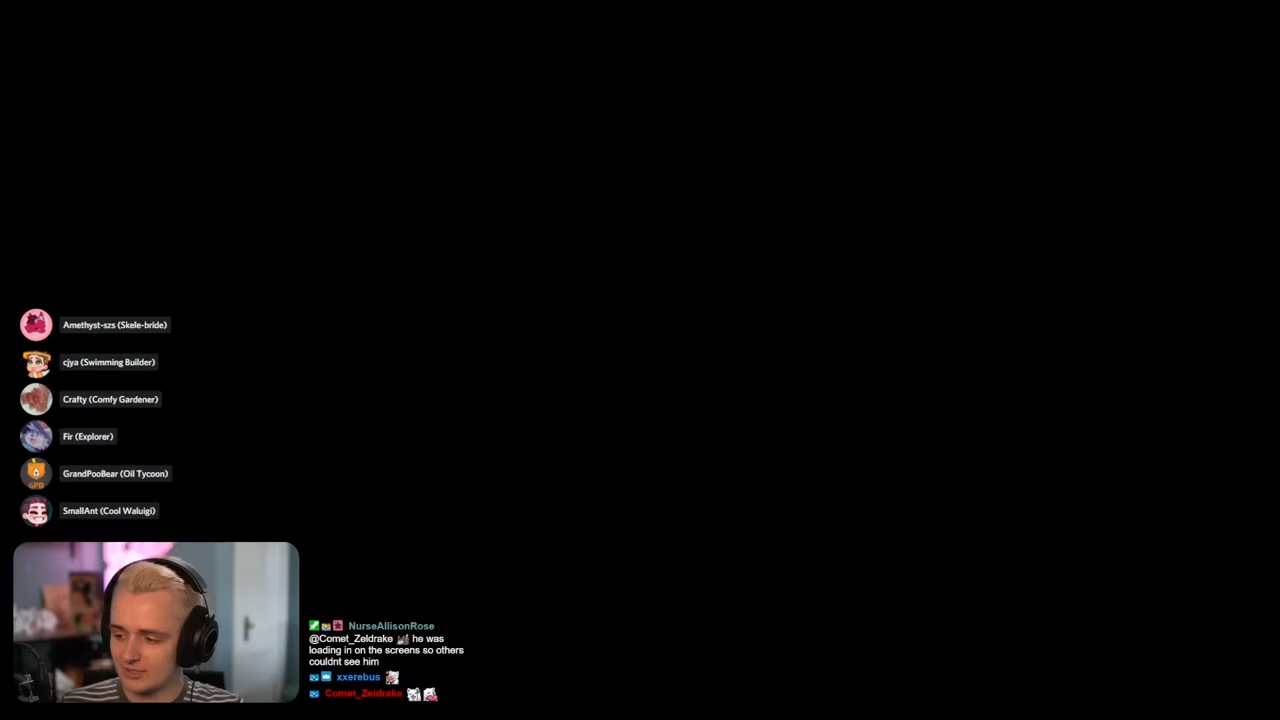 Amethyst-szs (Skele-bride)
cjya (Swimming Builder)
Crafty (Comfy Gardener)
Fir (Explorer)
GrandPooBear (Oil Tycoon)
SmallAnt (Cool Waluigi)
NurseAllisonRose
@Comet_Zeldrake he was
loading in on the screens so others
couldnt see him
xxerebus
Comet_Zeldrake